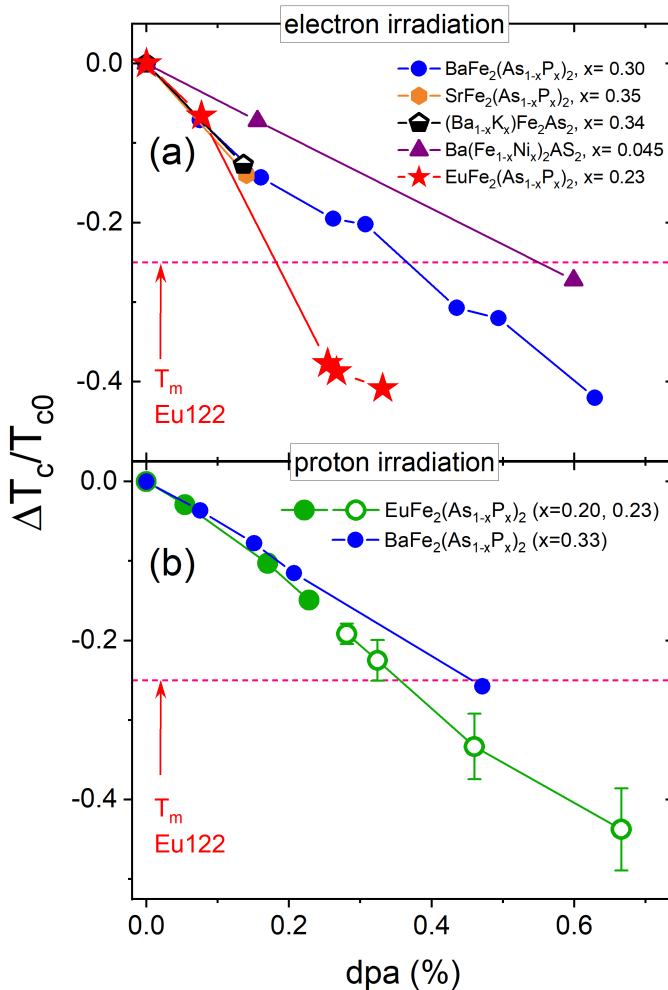 electron irradiation
0.0
-0.2
-0.4
BaFe₂(As₁₋ₓPₓ)₂, x= 0.30
SrFe₂(As₁₋ₓPₓ)₂, x= 0.35
(Ba₁₋ₓKₓ)Fe₂As₂, x= 0.34
Ba(Fe₁₋ₓNiₓ)₂AS₂, x= 0.045
EuFe₂(As₁₋ₓPₓ)₂, x= 0.23
(a)
Tₘ
Eu122
ΔT_c/T_c0
proton irradiation
0.0
-0.2
-0.4
EuFe₂(As₁₋ₓPₓ)₂ (x=0.20, 0.23)
BaFe₂(As₁₋ₓPₓ)₂ (x=0.33)
(b)
Tₘ
Eu122
0.0 0.2 0.4 0.6
dpa (%)